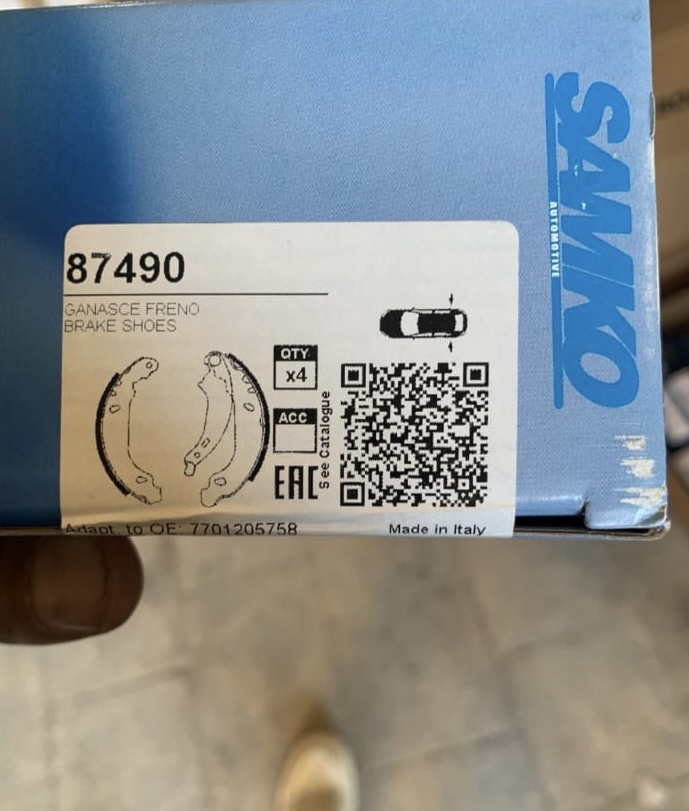 SAMKO
AUTOMOTIVE
87490
GANASCE FRENO
BRAKE SHOES
QTY
x4
ACC
See Catalogue
EAC
Adapt. to OE: 7701205758
Made in Italy